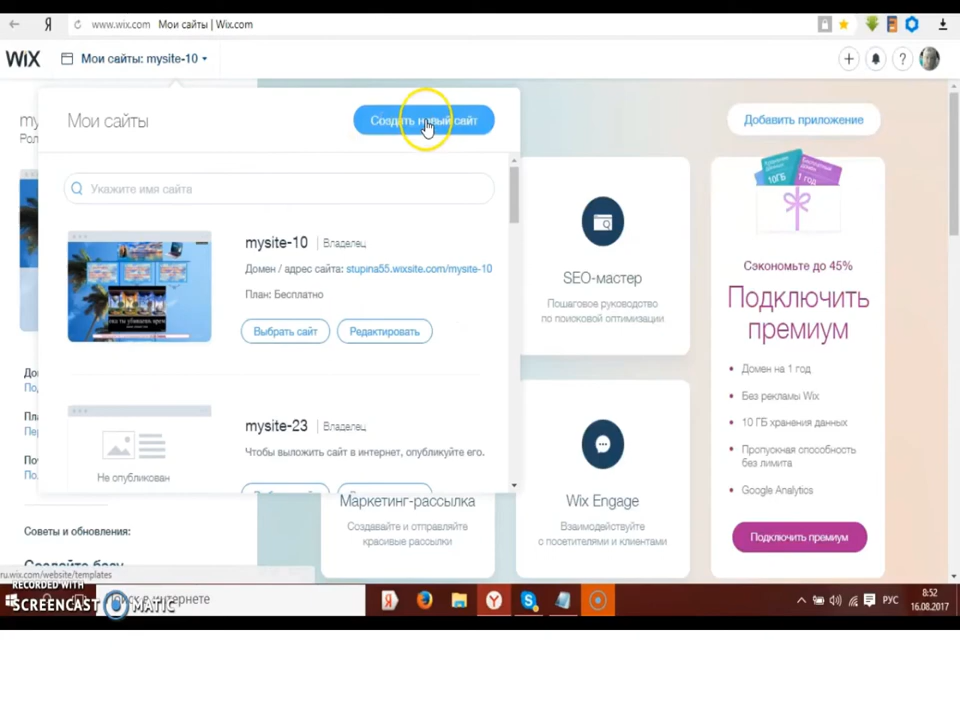 www.wix.com Мои сайты | Wix.com
WiX Мои сайты: mysite-10
Мои сайты
Создать новый сайт
Добавить приложение
Укажите имя сайта
mysite-10 | Владелец
Домен / адрес сайта: stupina55.wixsite.com/mysite-10
План: Бесплатно
Выбрать сайт
Редактировать
mysite-23 | Владелец
Чтобы выложить сайт в интернет, опубликуйте его.
Не опубликован
Советы и обновления:
SEO-мастер
Пошаговое руководство
по поисковой оптимизации
Маркетинг-рассылка
Создавайте и отправляйте
красивые рассылки
Wix Engage
Взаимодействуйте
с посетителями и клиентами
10ГБ
1 год
Сэкономьте до 45%
Подключить
премиум
Домен на 1 год
Без рекламы Wix
10 ГБ хранения данных
Пропускная способность
без лимита
Google Analytics
Подключить премиум
ru.wix.com/website/templates
RECORDED WITH
SCREENCAST MATIC
в интернете
РУС
8:52
16.08.2017